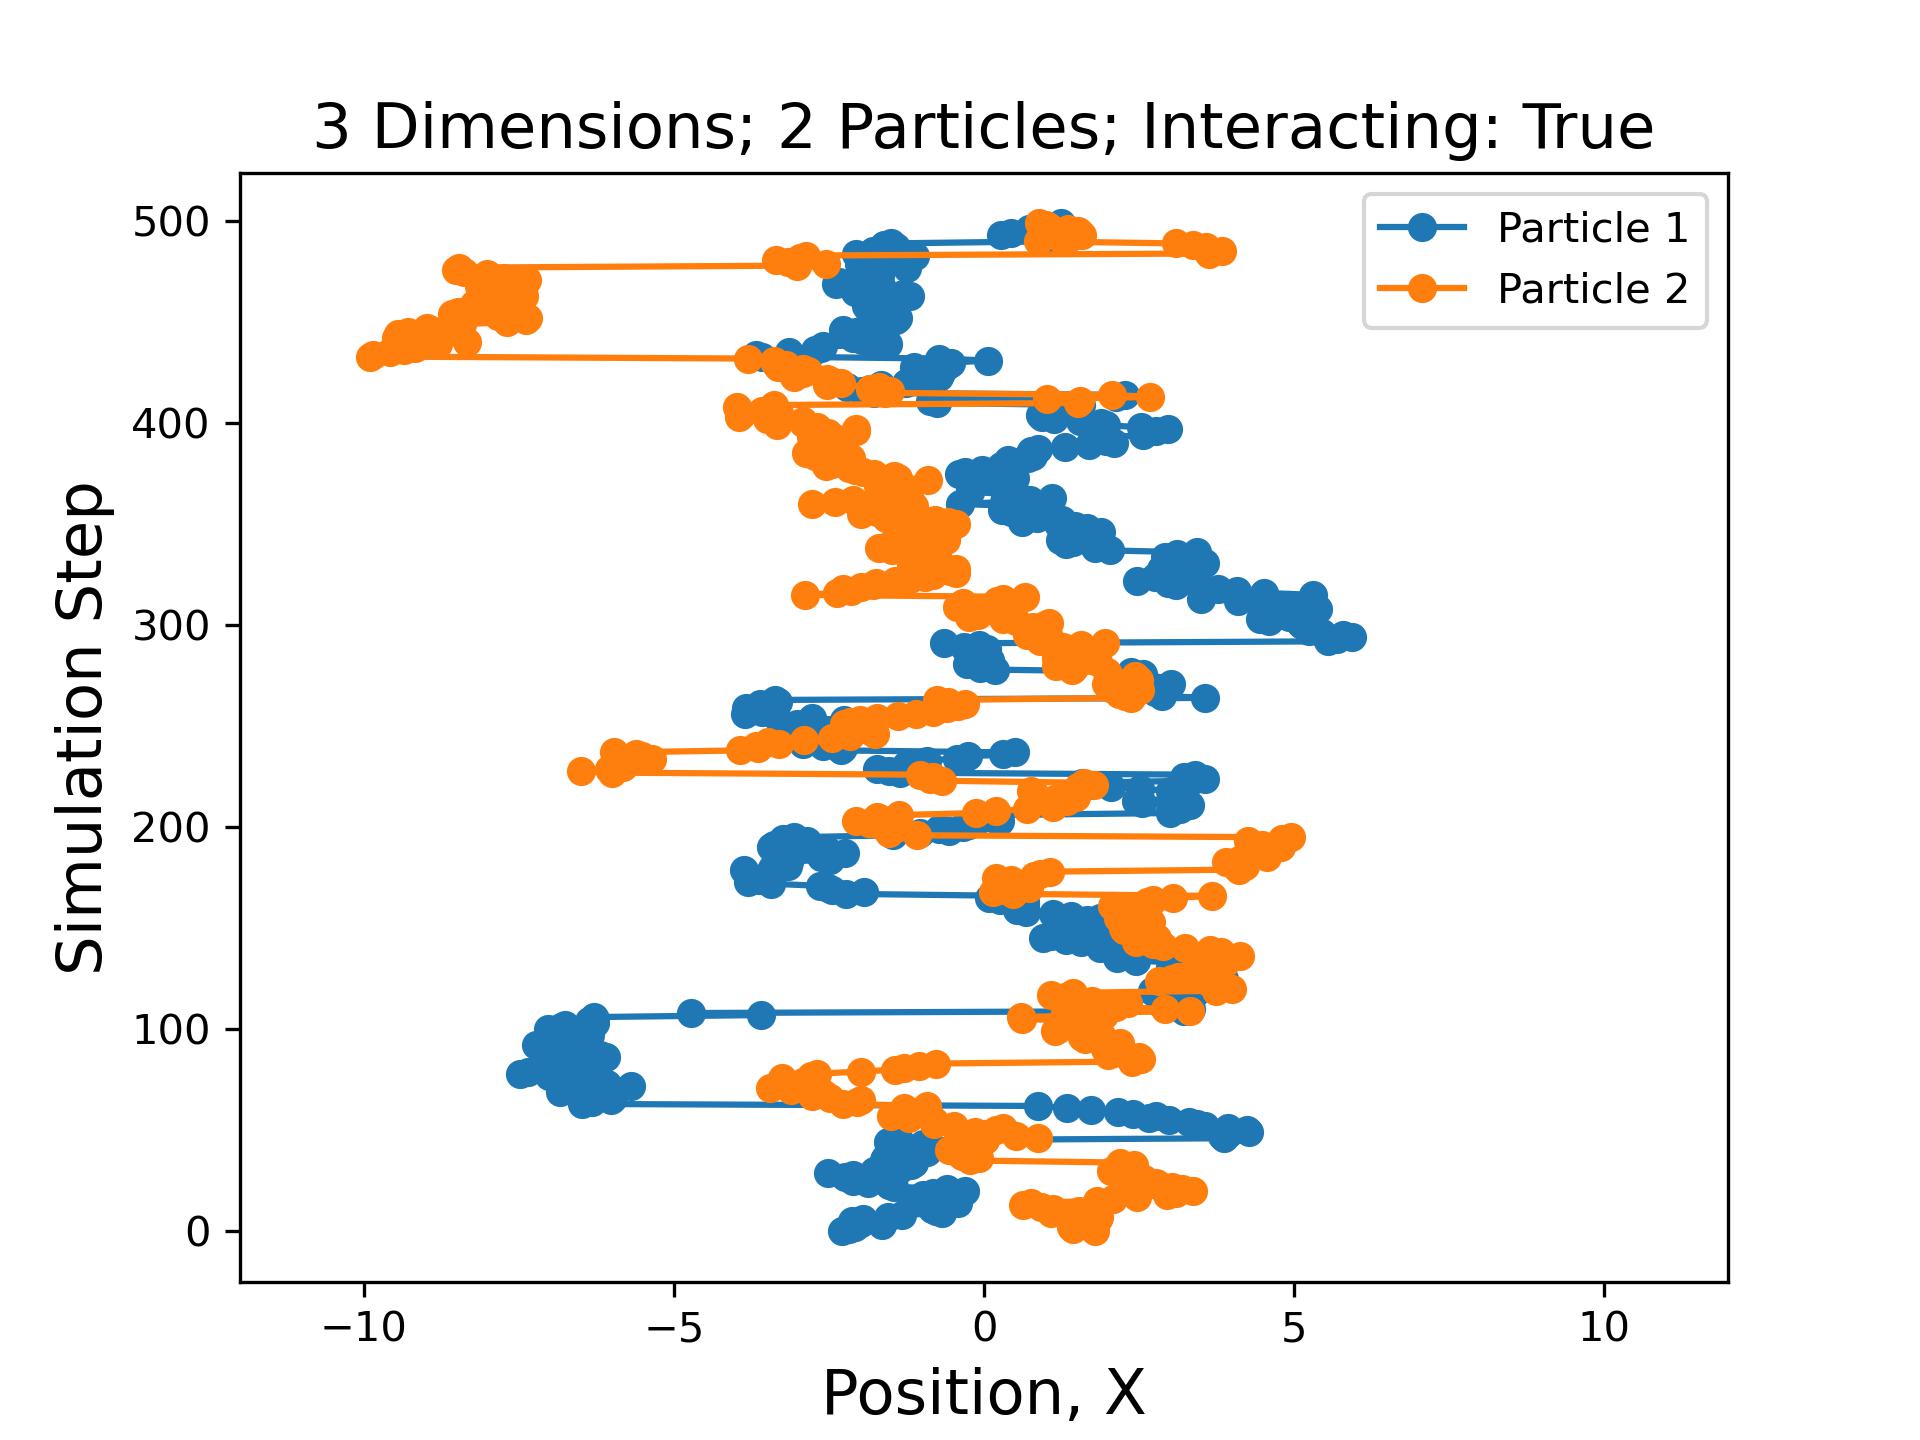 3 Dimensions; 2 Particles; Interacting: True
Particle 1
Particle 2
Simulation Step
500
400
300
200
100
0
−10
−5
0
5
10
Position, X